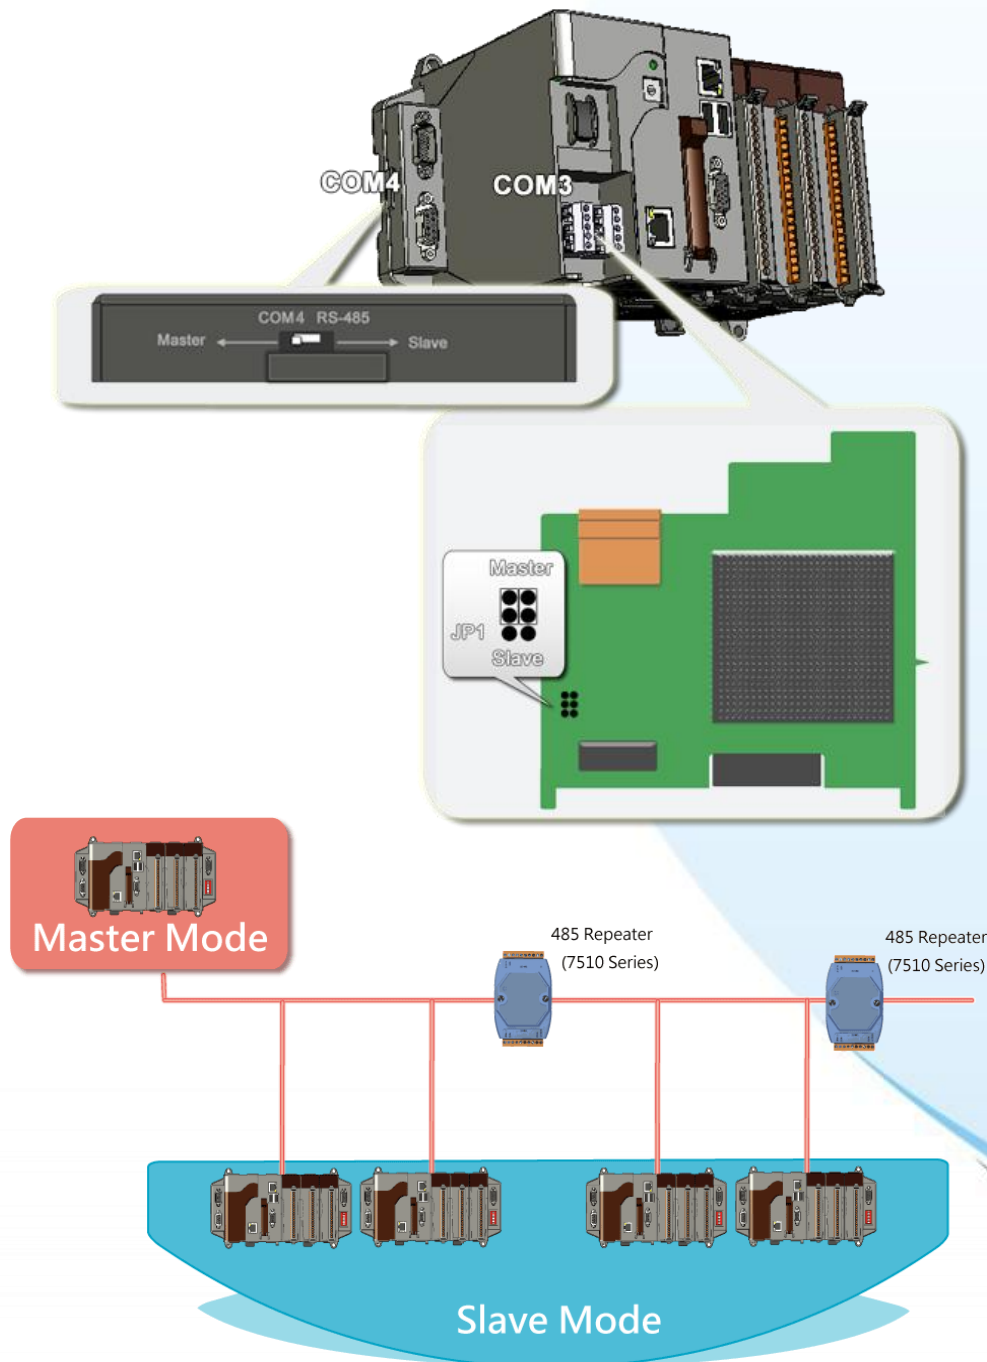 COM4
COM3
COM4 RS-485
Master
Slave
Master
JP1
Slave
Master Mode
485 Repeater
(7510 Series)
485 Repeater
(7510 Series)
Slave Mode